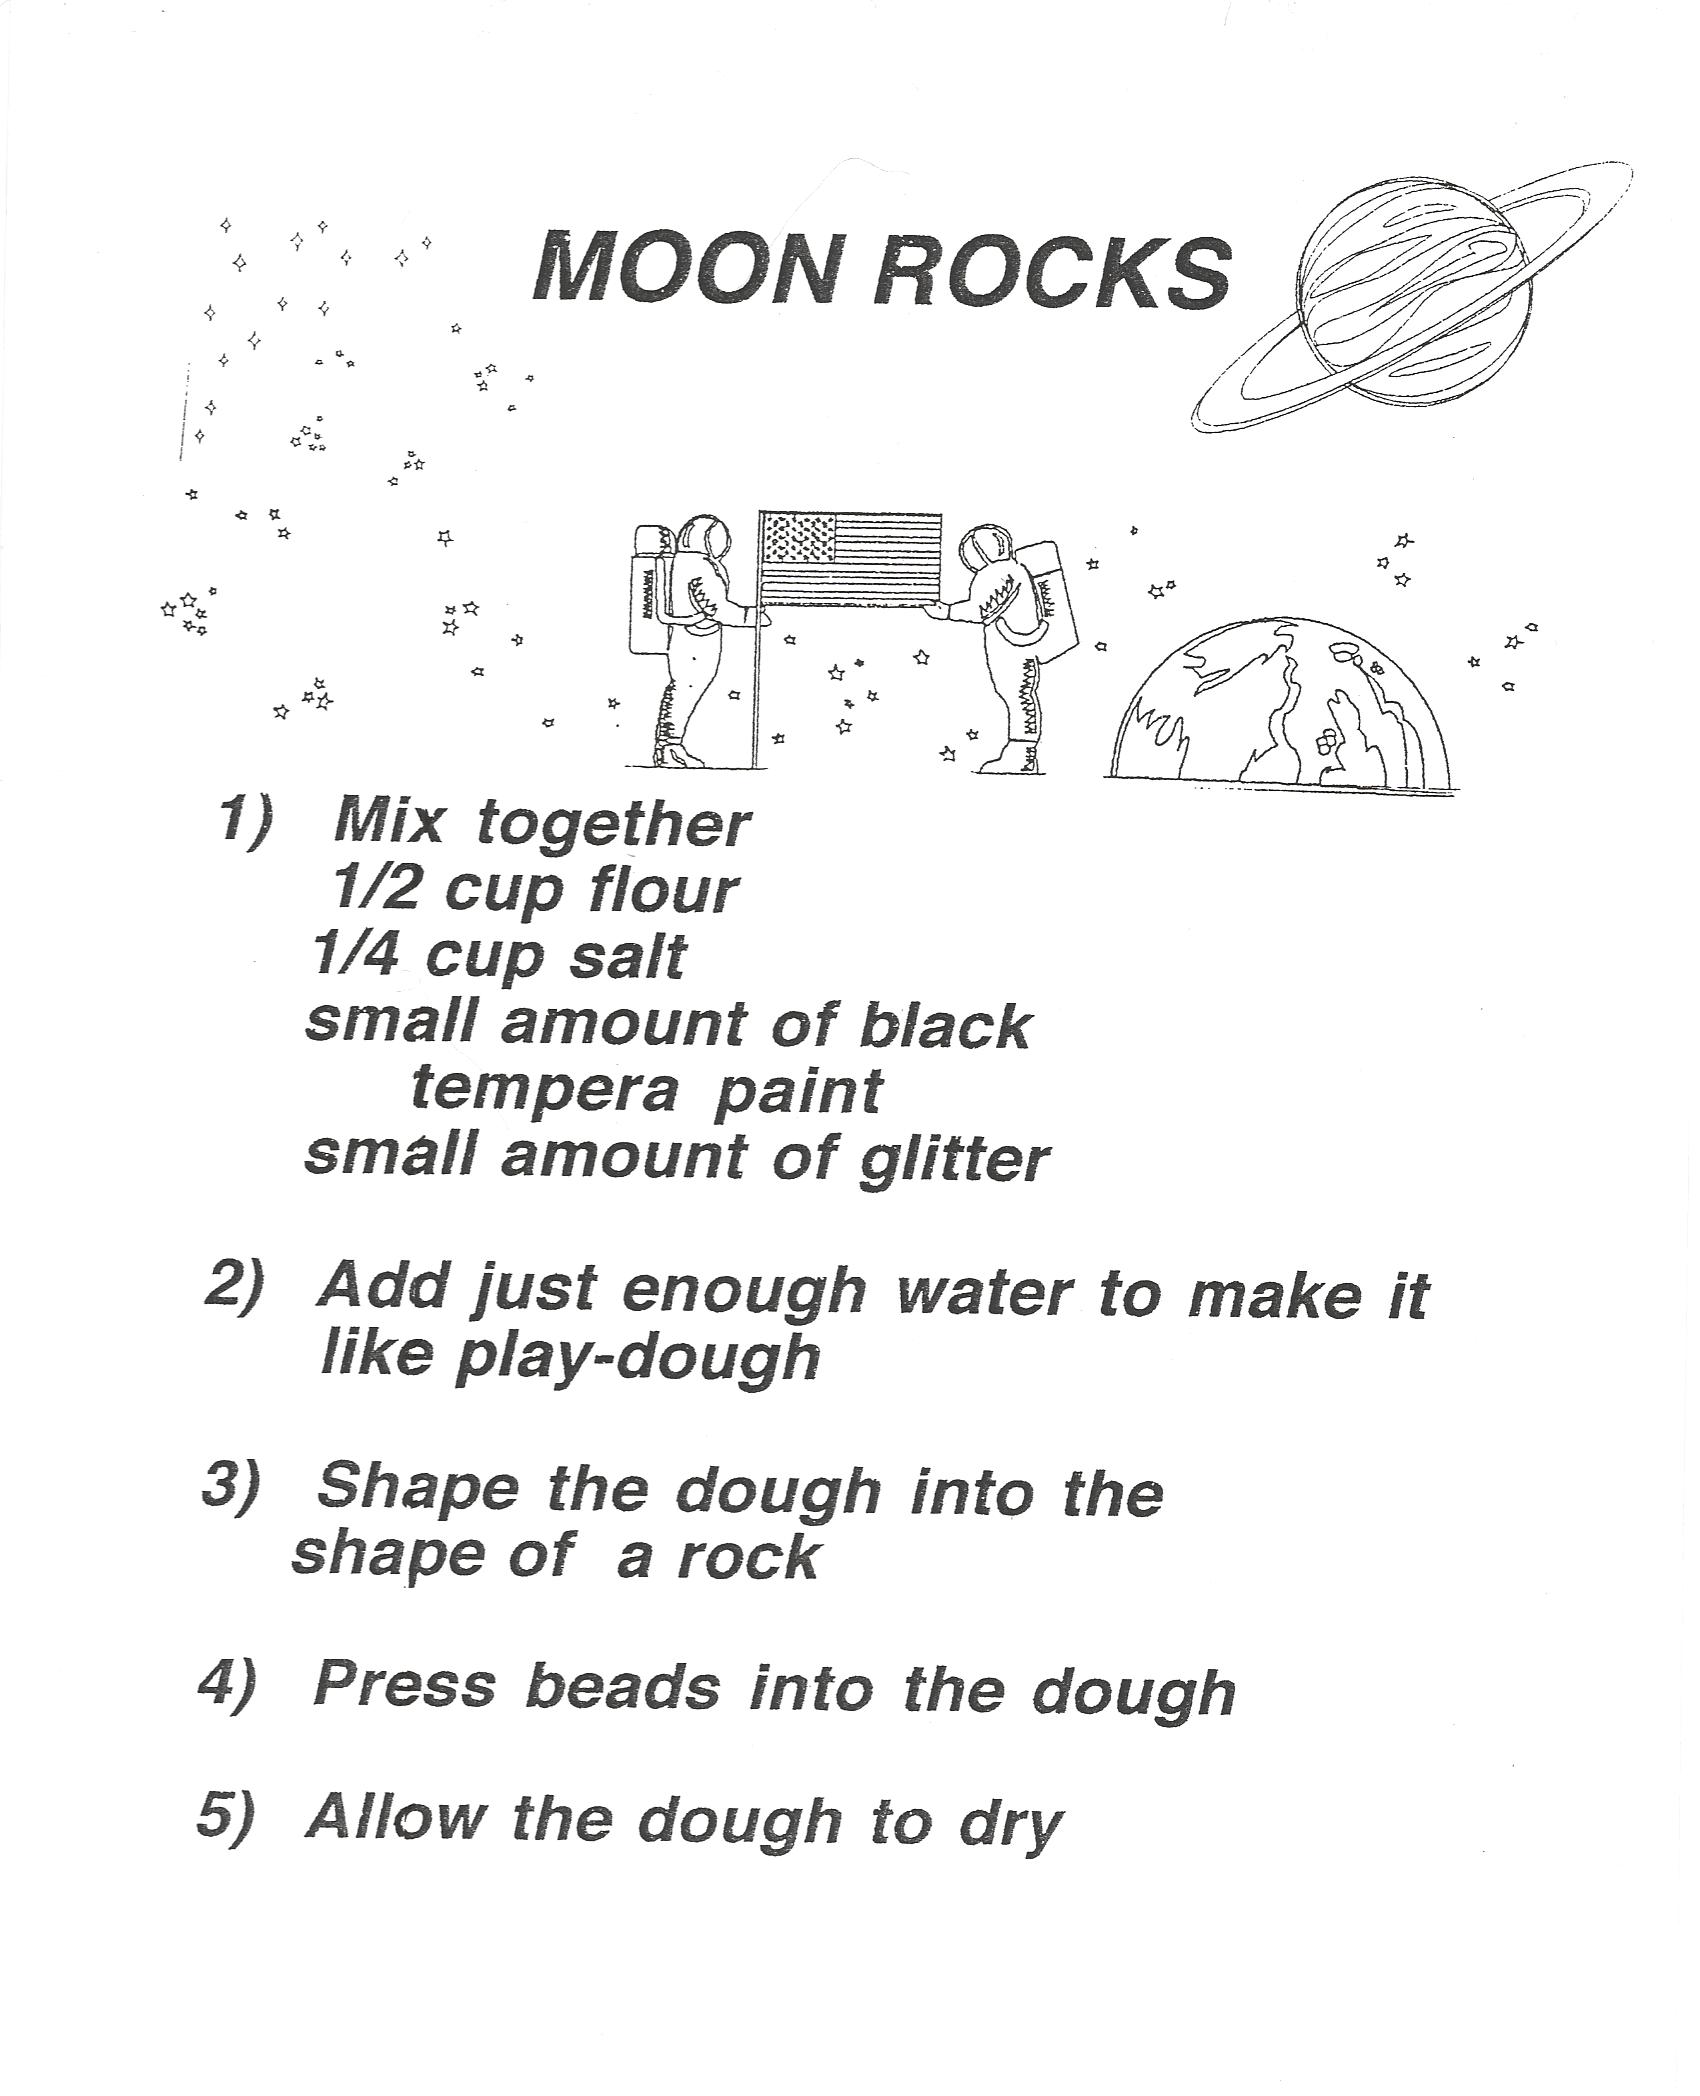 MOON ROCKS
1) Mix together
1/2 cup flour
1/4 cup salt
small amount of black
tempera paint
small amount of glitter
2) Add just enough water to make it
like play-dough
3) Shape the dough into the
shape of a rock
4) Press beads into the dough
5) Allow the dough to dry